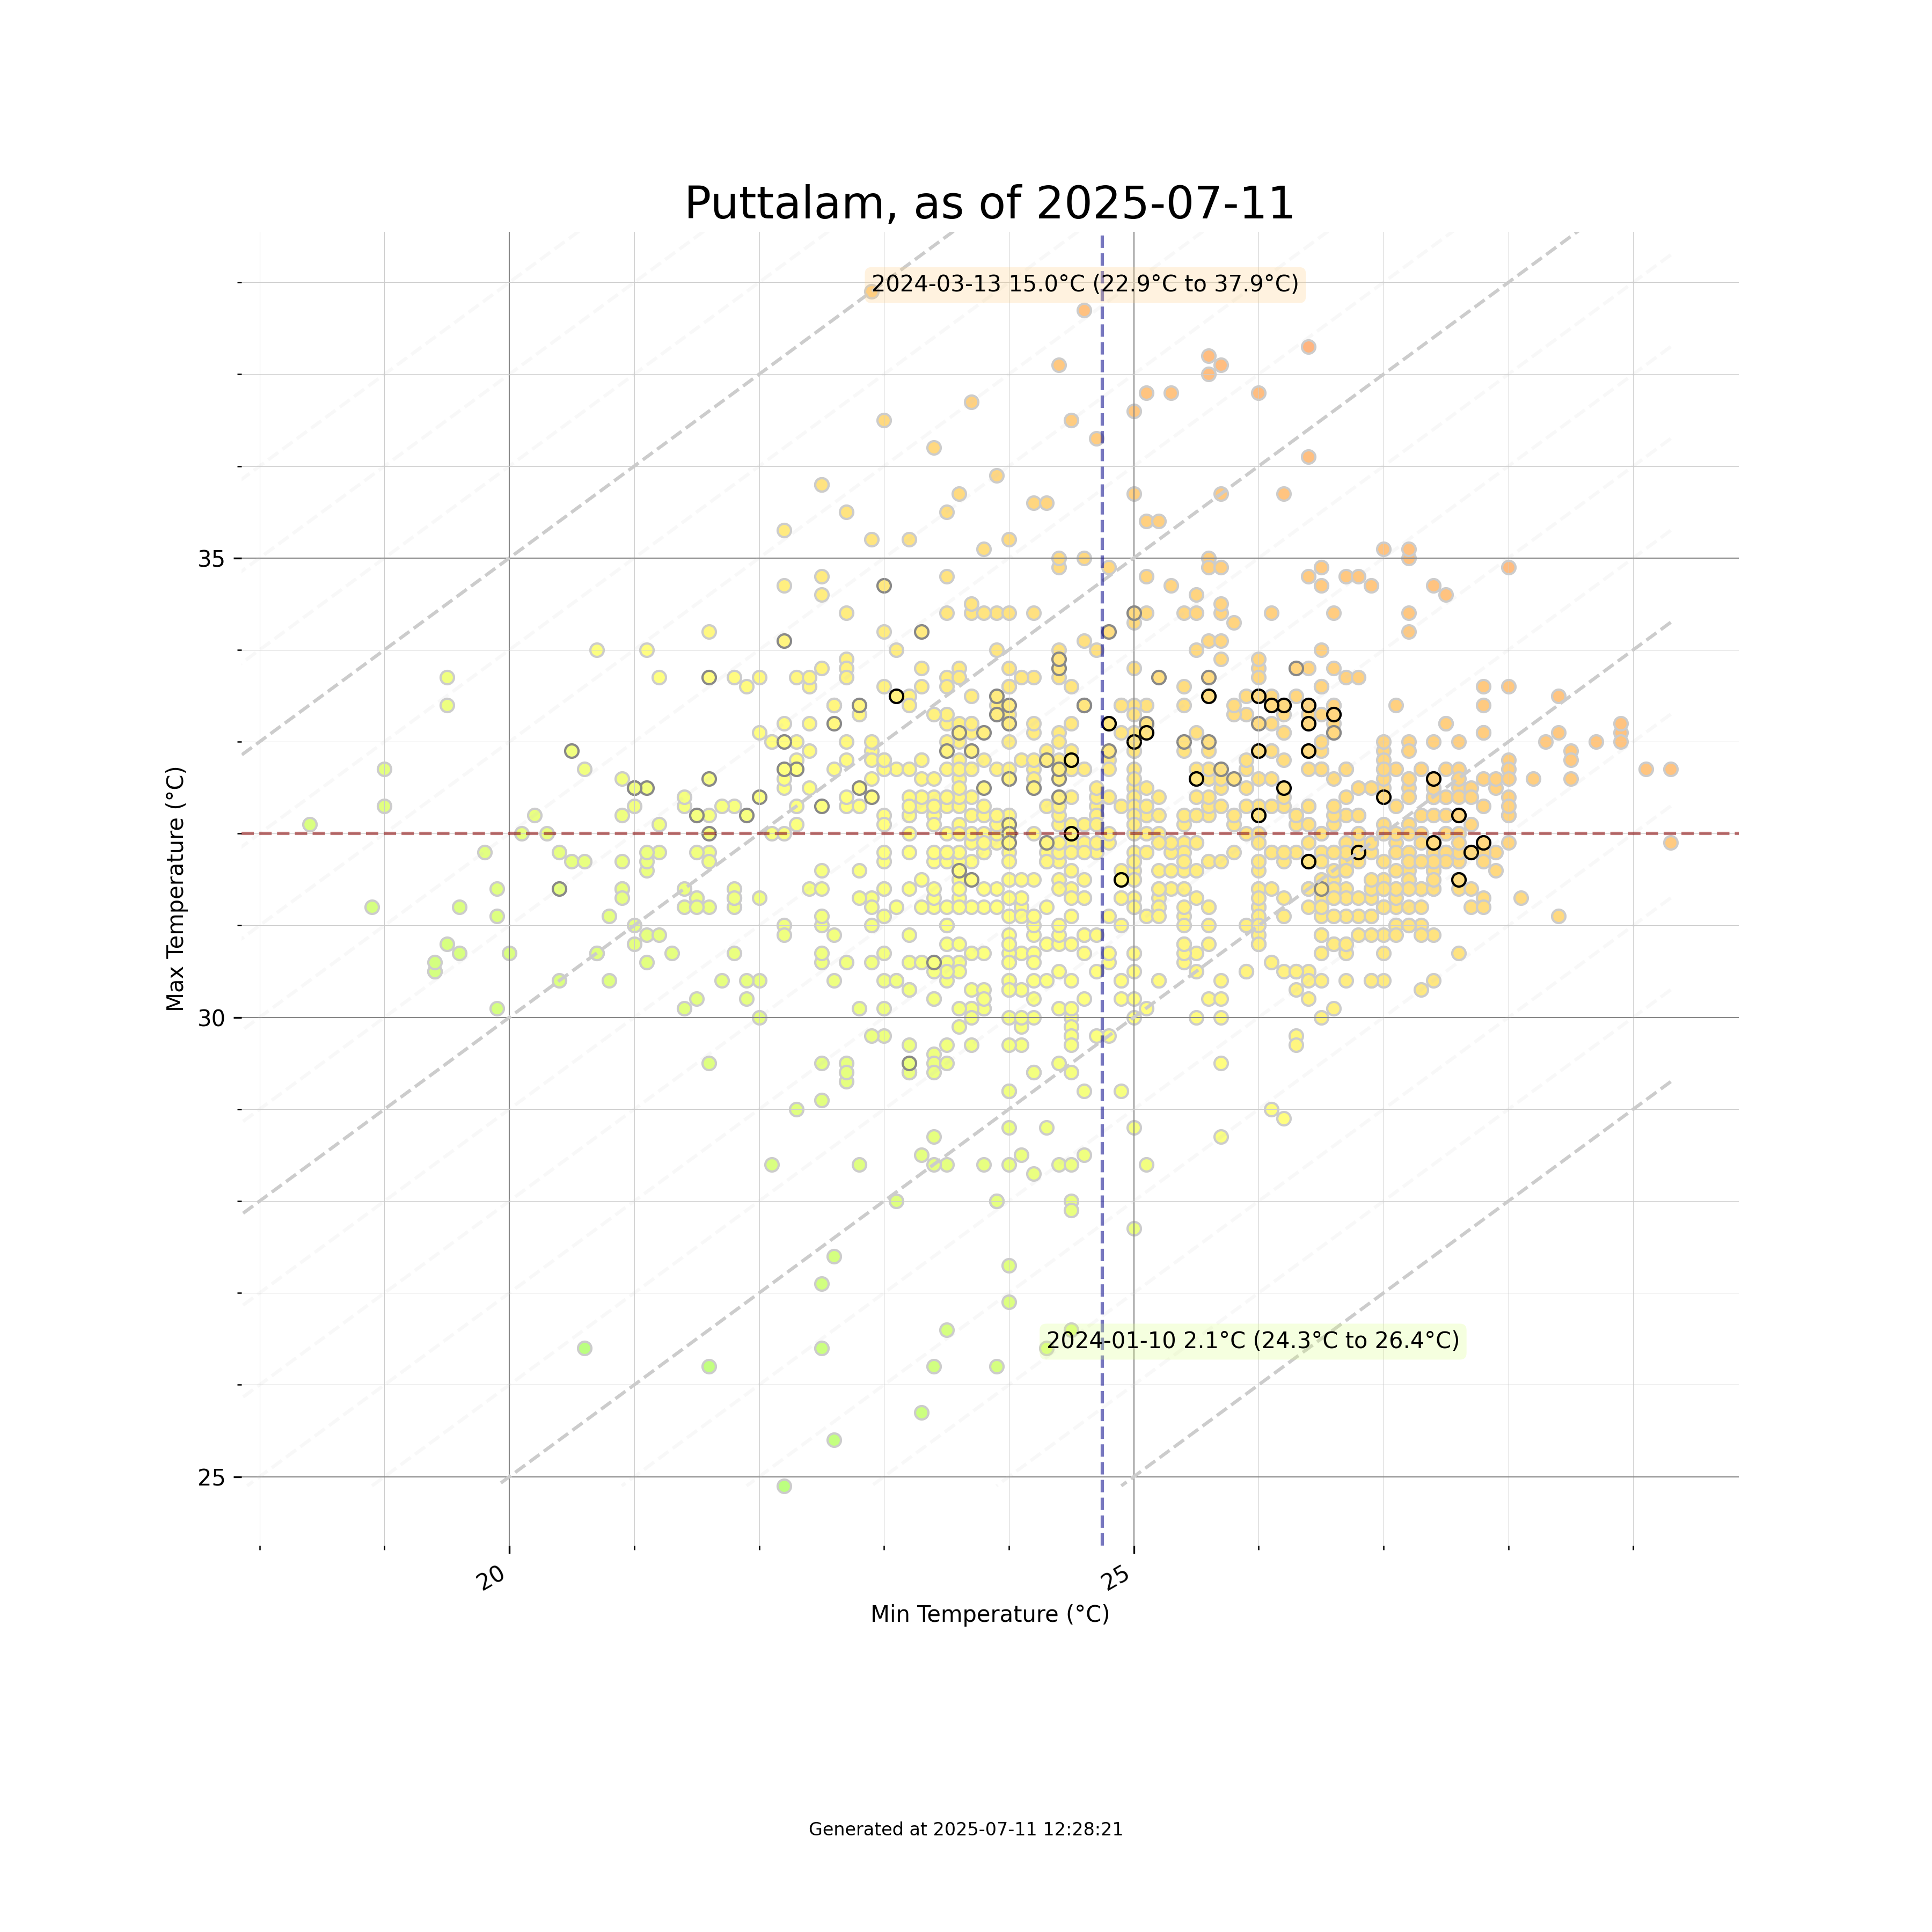 Puttalam, as of 2025-07-11
2024-03-13 15.0°C (22.9°C to 37.9°C)
35
Max Temperature (°C)
30
2024-01-10 2.1°C (24.3°C to 26.4°C)
25
20
25
Min Temperature (°C)
Generated at 2025-07-11 12:28:21